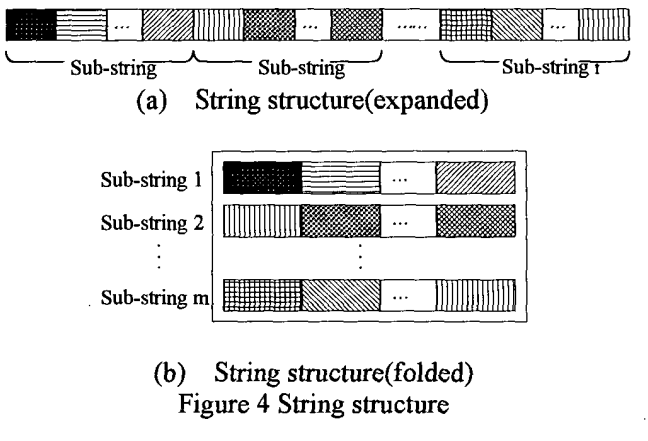 ... ... ...... ...
Sub-string Sub-string Sub-string t
(a) String structure(expanded)
Sub-string 1 ...
Sub-string 2 ...
Sub-string m ...
(b) String structure(folded)
Figure 4 String structure